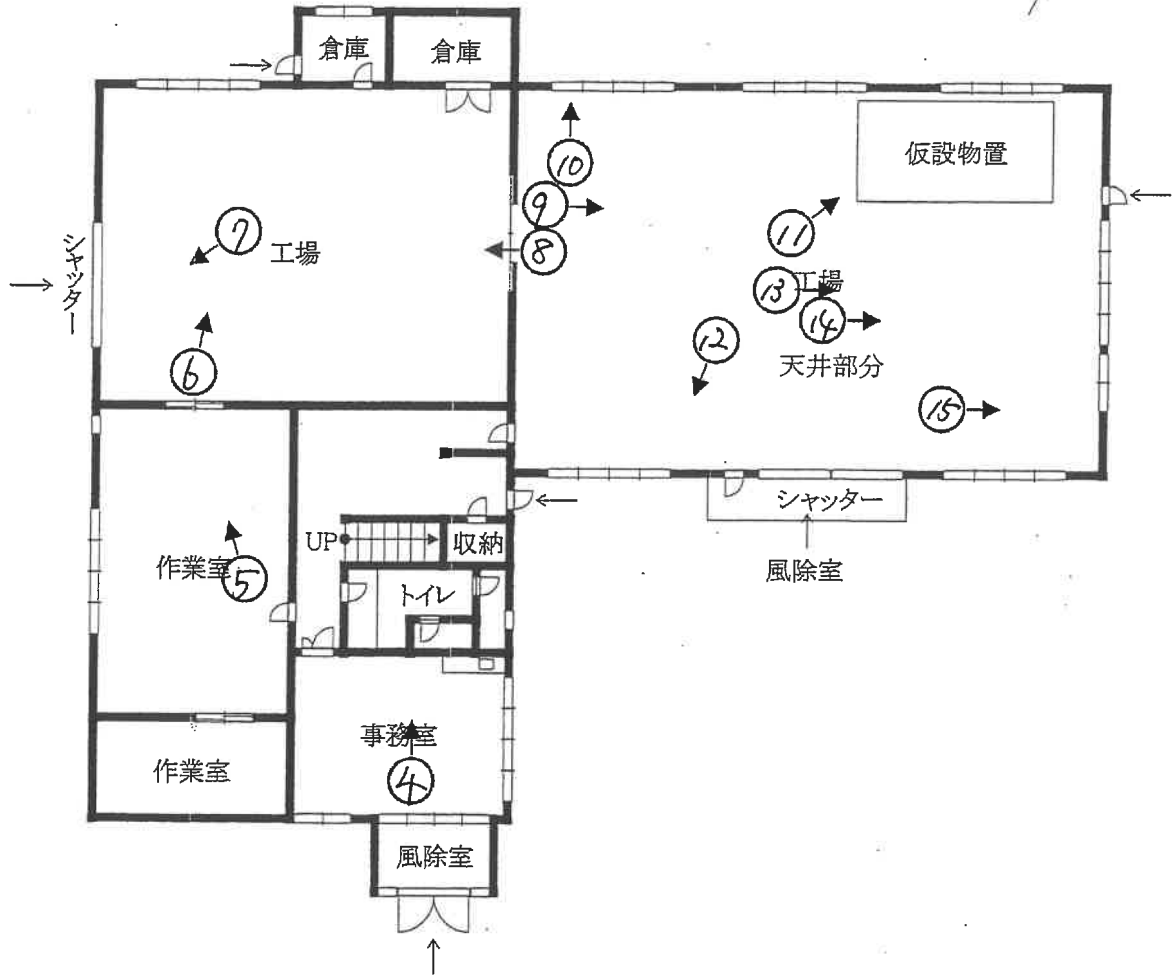 倉庫
倉庫
仮設物置
⑩
⑨
⑧
⑦
工場
シャッター
⑪
⑬
工場
⑭
⑫
天井部分
⑥
⑮
シャッター
風除室
UP
収納
作業室
⑤
トイレ
事務室
④
作業室
風除室